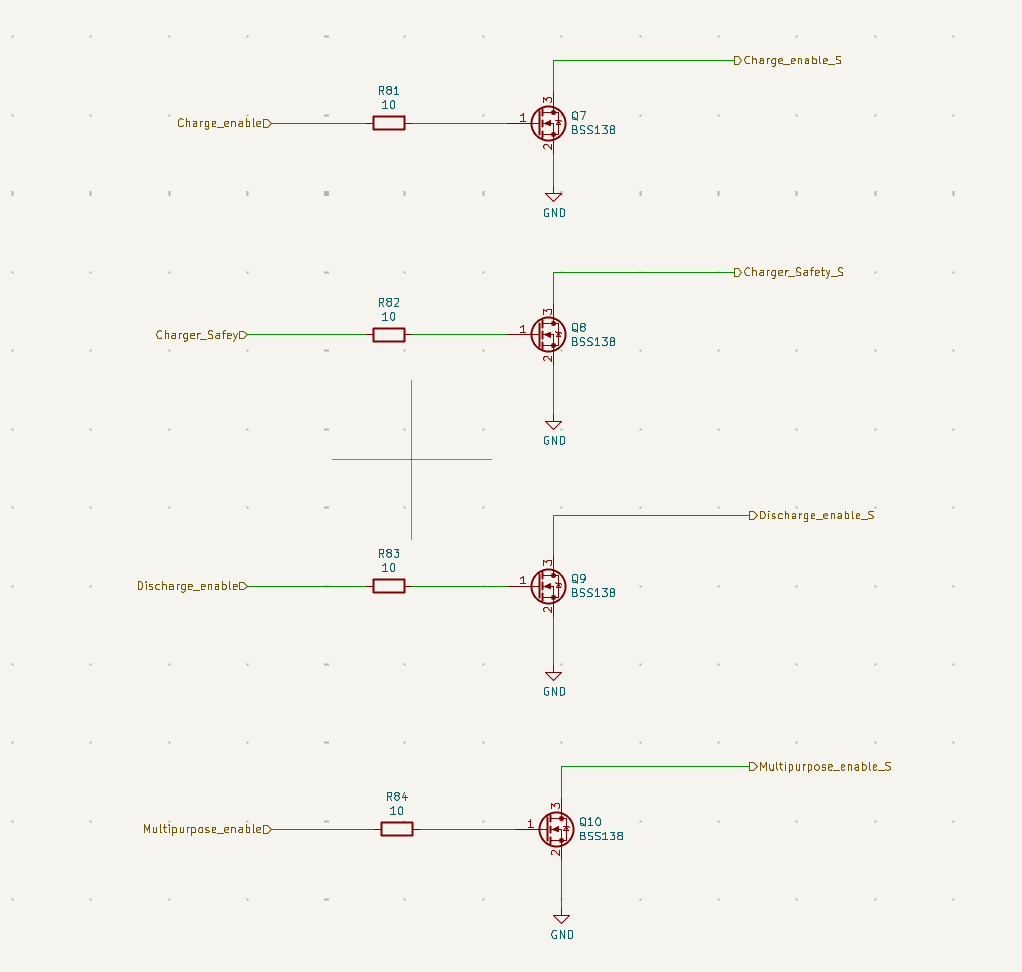 Charge_enable_S
R81
10
Charge_enable
1
3
2
Q7
BSS138
GND
Charger_Safety_S
R82
10
Charger_Safey
1
3
2
Q8
BSS138
GND
Discharge_enable_S
R83
10
Discharge_enable
1
3
2
Q9
BSS138
GND
Multipurpose_enable_S
R84
10
Multipurpose_enable
1
3
2
Q10
BSS138
GND